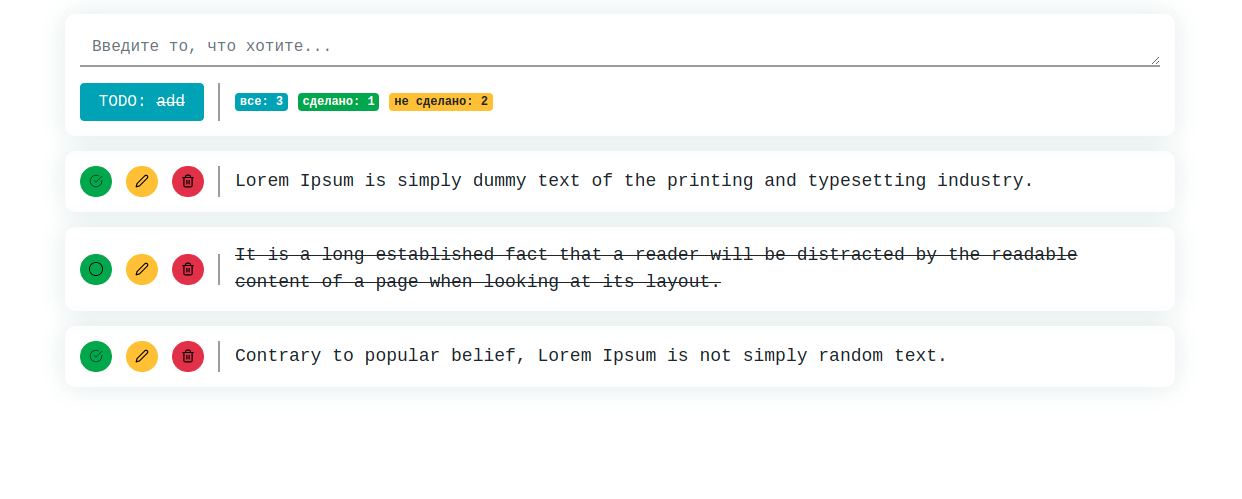 Введите то, что хотите...
TODO: add
все: 3 сделано: 1 не сделано: 2
Lorem Ipsum is simply dummy text of the printing and typesetting industry.
It is a long established fact that a reader will be distracted by the readable
content of a page when looking at its layout.
Contrary to popular belief, Lorem Ipsum is not simply random text.